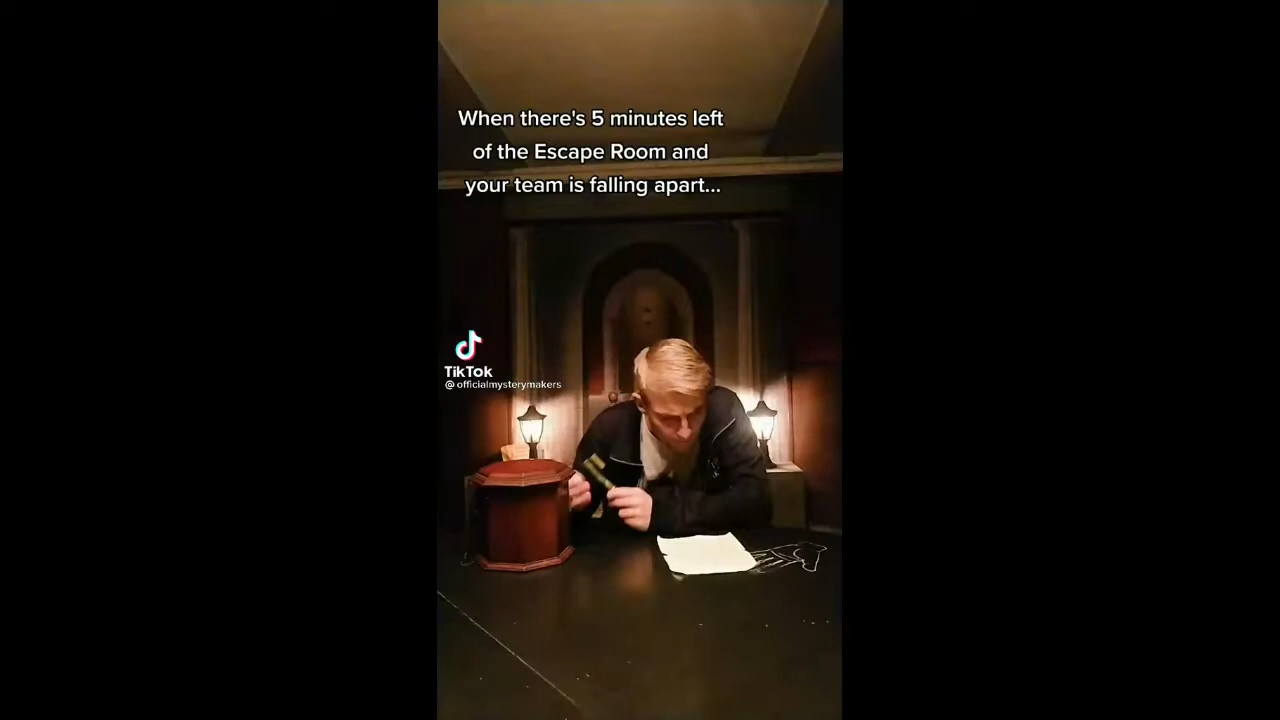 When there's 5 minutes left
of the Escape Room and
your team is falling apart...
TikTok
@officialmysterymakers